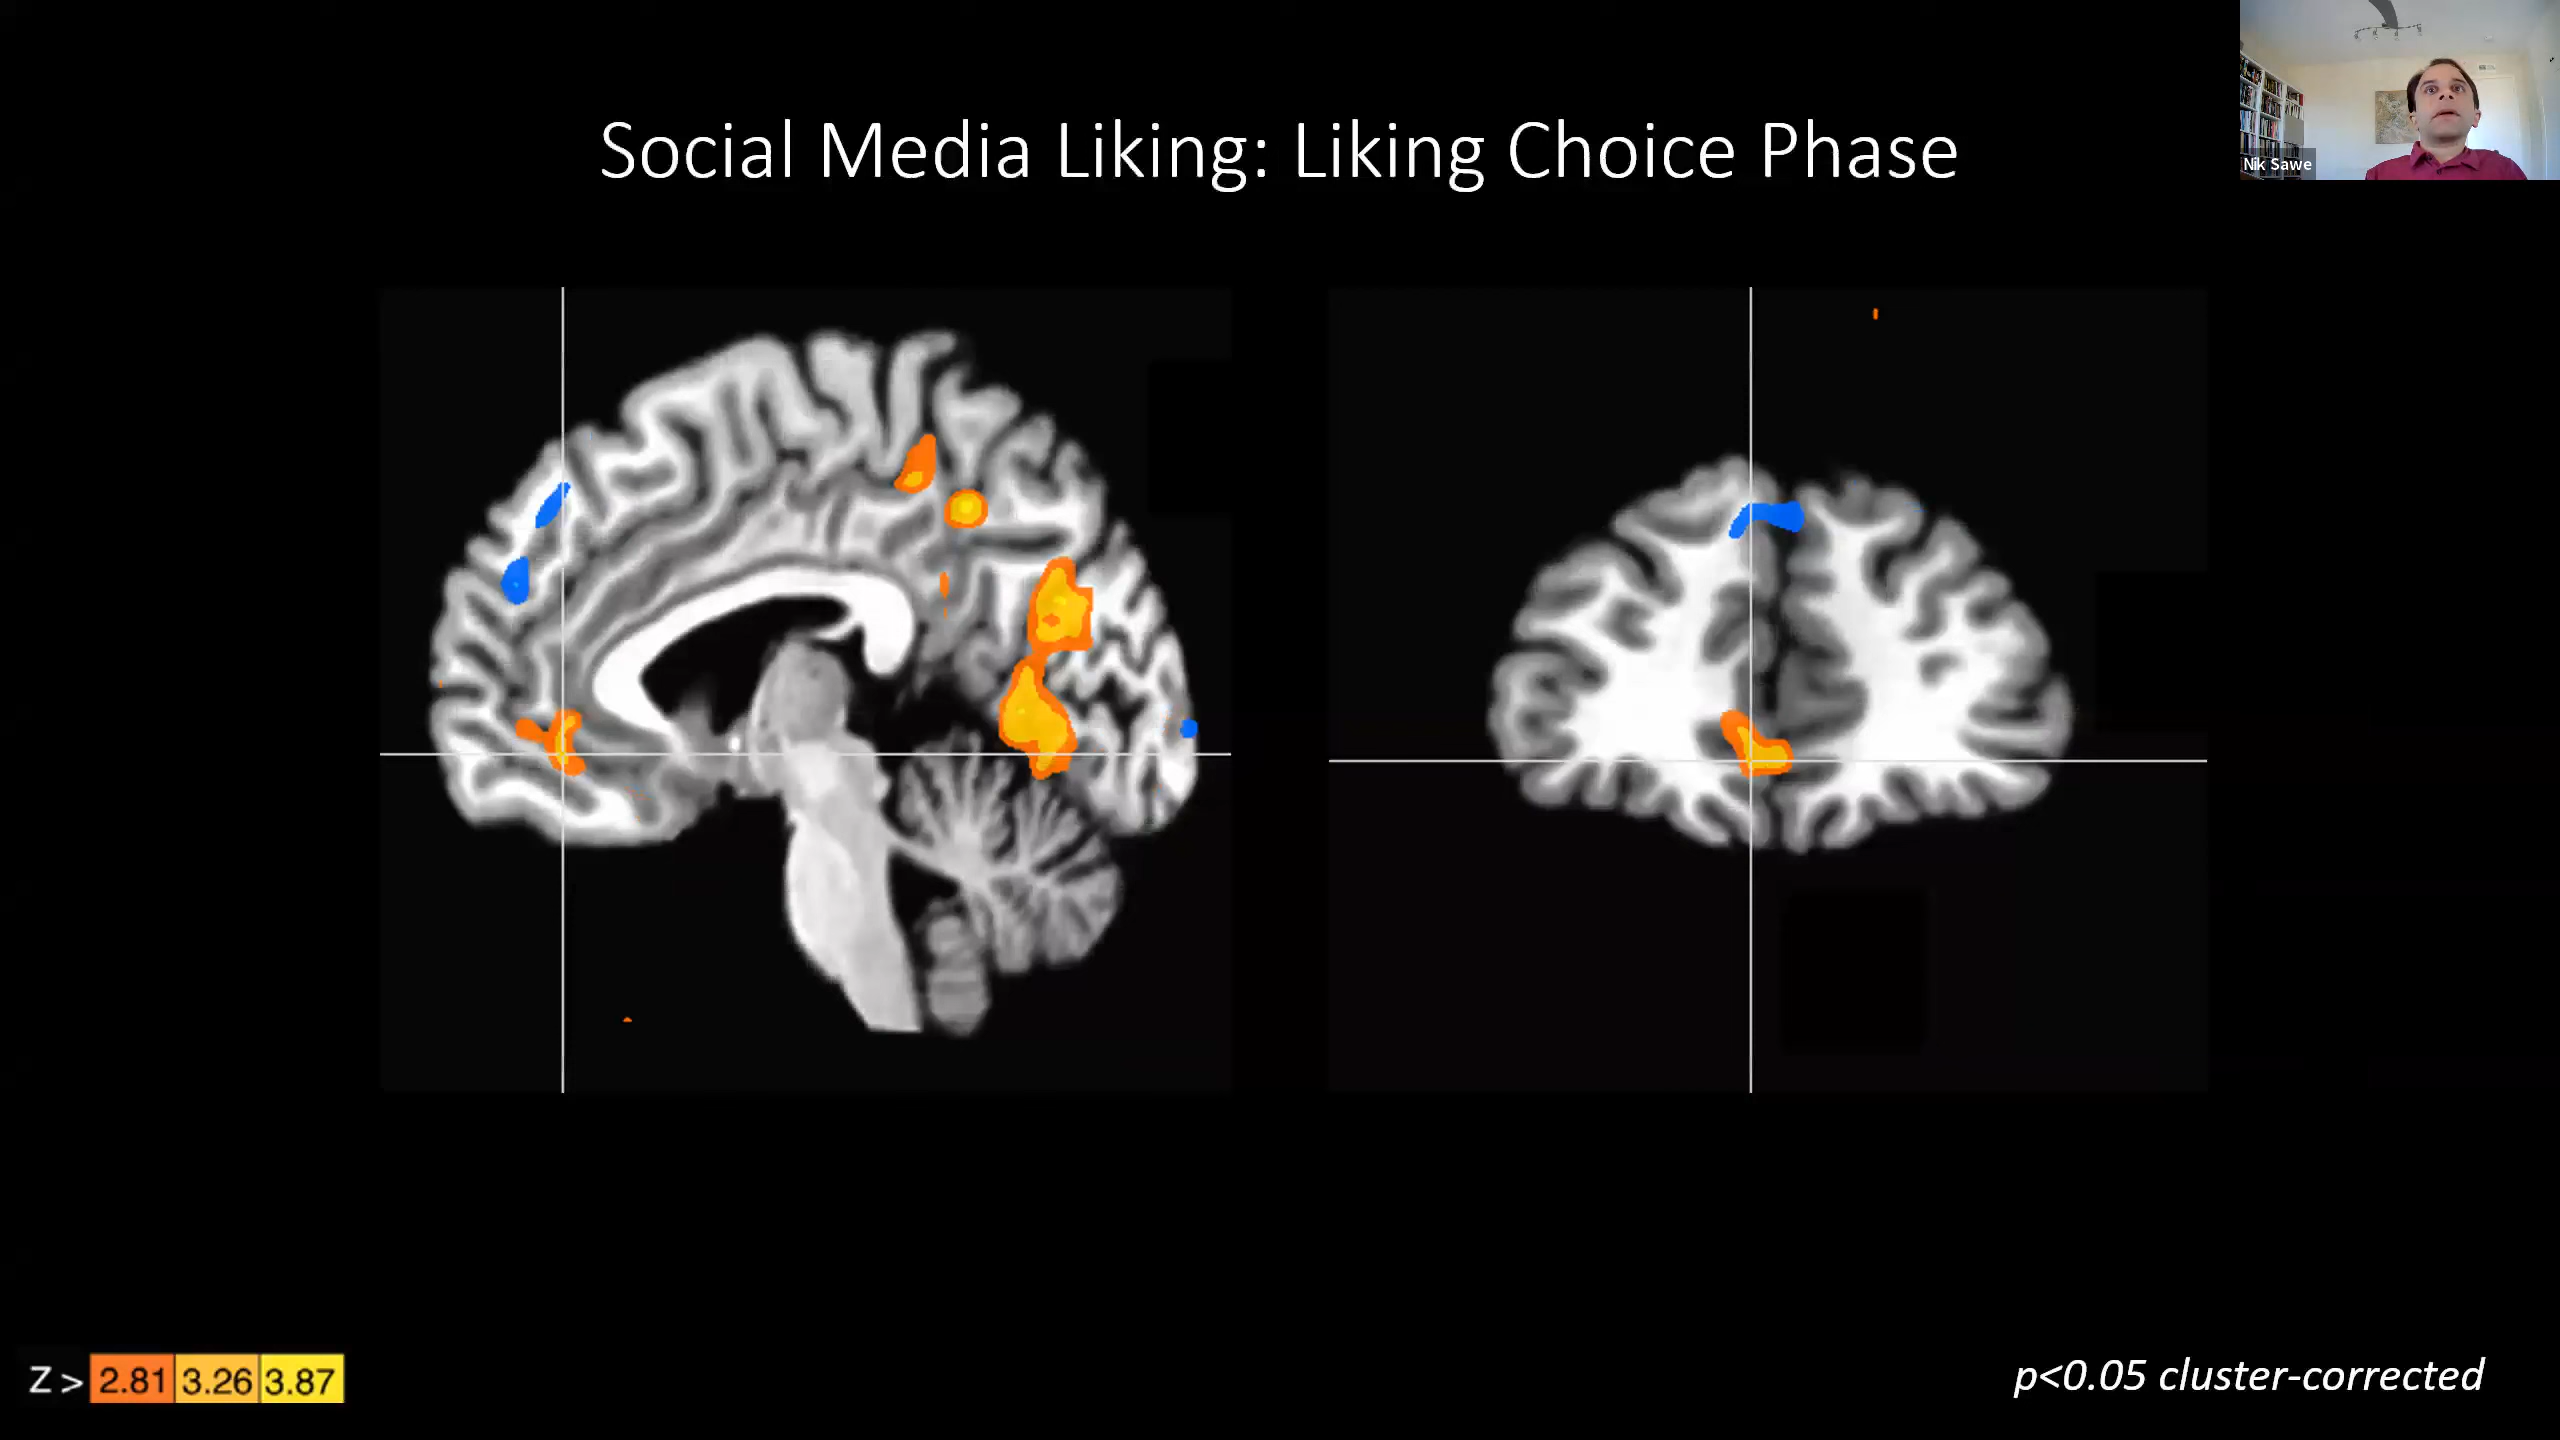 Social Media Liking: Liking Choice Phase
Nik Sawe
Z > 2.81 3.26 3.87
p<0.05 cluster-corrected